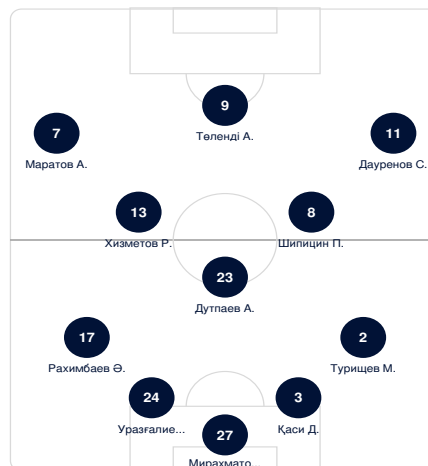 9
Төленді А.
7
Маратов А.
11
Дауренов С.
13
Хизметов Р.
8
Шипицин П.
23
Дутпаев А.
17
Рахимбаев Ә.
2
Турищев М.
24
Уразғалие...
3
Қаси Д.
27
Мирахмато...